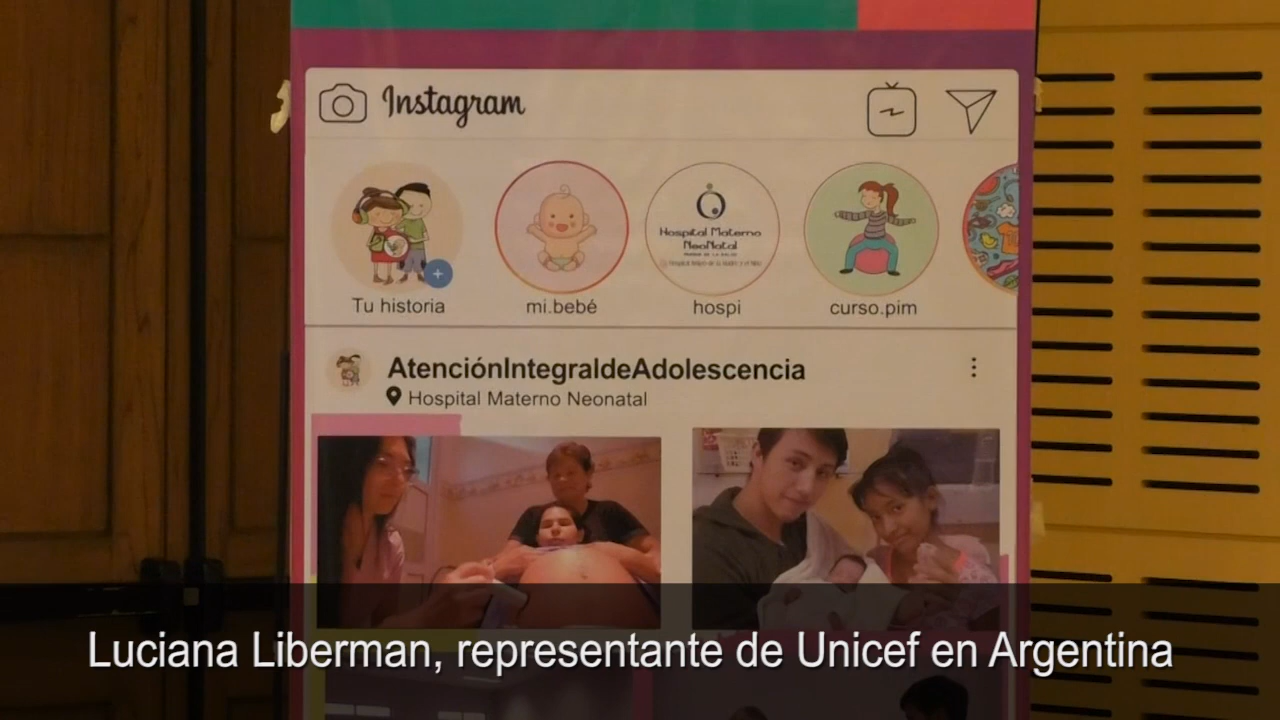 Instagram
Hospital Materno
NeoNatal
Tu historia
mi.bebé
hospi
curso.pim
AtenciónIntegraldeAdolescencia
Hospital Materno Neonatal
Luciana Liberman, representante de Unicef en Argentina